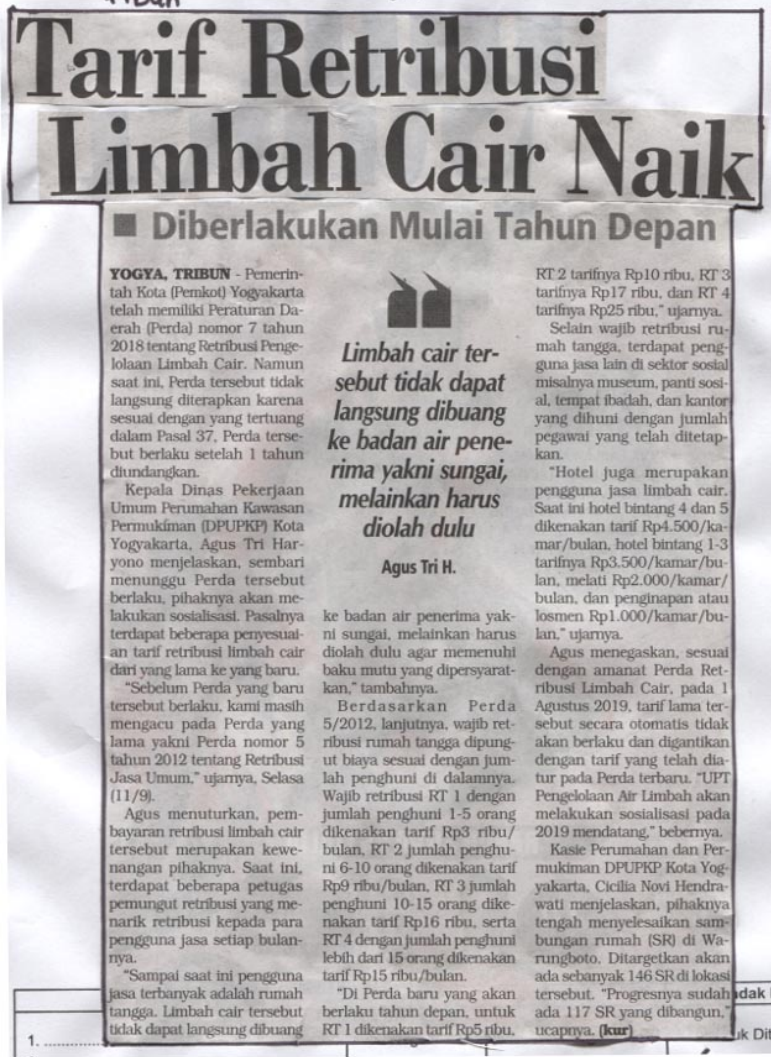 Tarif Retribusi
Limbah Cair Naik
■ Diberlakukan Mulai Tahun Depan
YOGYA, TRIBUN - Pemerin-
tah Kota (Pemkot) Yogyakarta
telah memiliki Peraturan Da-
erah (Perda) nomor 7 tahun
2018 tentang Retribusi Penge-
lolaan Limbah Cair. Namun
saat ini, Perda tersebut tidak
langsung diterapkan karena
sesuai dengan yang tertuang
dalam Pasal 37, Perda terse-
but berlaku setelah 1 tahun
diundangkan.
Kepala Dinas Pekerjaan
Umum Perumahan Kawasan
Permukiman (DPUPKP) Kota
Yogyakarta, Agus Tri Har-
yono menjelaskan, sembari
menunggu Perda tersebut
berlaku, pihaknya akan me-
lakukan sosialisasi. Pasalnya
terdapat beberapa penyesuai-
an tarif retribusi limbah cair
dari yang lama ke yang baru.
"Sebelum Perda yang baru
tersebut berlaku, kami masih
mengacu pada Perda yang
lama yakni Perda nomor 5
tahun 2012 tentang Retribusi
Jasa Umum," ujarnya, Selasa
(11/9).
Agus menuturkan, pem-
bayaran retribusi limbah cair
tersebut merupakan kewe-
nangan pihaknya. Saat ini,
terdapat beberapa petugas
pemungut retribusi yang me-
narik retribusi kepada para
pengguna jasa setiap bulan-
nya.
"Sampai saat ini pengguna
jasa terbanyak adalah rumah
tangga. Limbah cair tersebut
tidak dapat langsung dibuang
Limbah cair ter-
sebut tidak dapat
langsung dibuang
ke badan air pene-
rima yakni sungai,
melainkan harus
diolah dulu
Agus Tri H.
ke badan air penerima yak-
ni sungai, melainkan harus
diolah dulu agar memenuhi
baku mutu yang dipersyarat-
kan," tambahnya.
Berdasarkan Perda
5/2012, lanjutnya, wajib ret-
ribusi rumah tangga dipung-
ut biaya sesuai dengan jum-
lah penghuni di dalamnya.
Wajib retribusi RT 1 dengan
jumlah penghuni 1-5 orang
dikenakan tarif Rp3 ribu/
bulan, RT 2 jumlah penghu-
ni 6-10 orang dikenakan tarif
Rp9 ribu/bulan, RT 3 jumlah
penghuni 10-15 orang dike-
nakan tarif Rp16 ribu, serta
RT 4 dengan jumlah penghuni
lebih dari 15 orang dikenakan
tarif Rp15 ribu/bulan.
"Di Perda baru yang akan
berlaku tahun depan, untuk
RT 1 dikenakan tarif Rp5 ribu,
RT 2 tarifnya Rp10 ribu, RT 3
tarifnya Rp17 ribu, dan RT 4
tarifnya Rp25 ribu," ujarnya.
Selain wajib retribusi ru-
mah tangga, terdapat peng-
guna jasa lain di sektor sosial
misalnya museum, panti sosi-
al, tempat ibadah, dan kantor
yang dihuni dengan jumlah
pegawai yang telah ditetap-
kan.
"Hotel juga merupakan
pengguna jasa limbah cair.
Saat ini hotel bintang 4 dan 5
dikenakan tarif Rp4.500/ka-
mar/bulan, hotel bintang 1-3
tarifnya Rp3.500/kamar/bu-
lan, melati Rp2.000/kamar/
bulan, dan penginapan atau
losmen Rp1.000/kamar/bu-
lan," ujarnya.
Agus menegaskan, sesuai
dengan amanat Perda Ret-
ribusi Limbah Cair, pada 1
Agustus 2019, tarif lama ter-
sebut secara otomatis tidak
akan berlaku dan digantikan
dengan tarif yang telah dia-
tur pada Perda terbaru. "UPT
Pengelolaan Air Limbah akan
melakukan sosialisasi pada
2019 mendatang," bebernya.
Kasie Perumahan dan Per-
mukiman DPUPKP Kota Yog-
yakarta, Cicilia Novi Hendra-
wati menjelaskan, pihaknya
tengah menyelesaikan sam-
bungan rumah (SR) di Wa-
rungboto. Ditargetkan akan
ada sebanyak 146 SR di lokasi
tersebut. "Progresnya sudah
ada 117 SR yang dibangun,"
ucapnya. (kur)
1. ..............